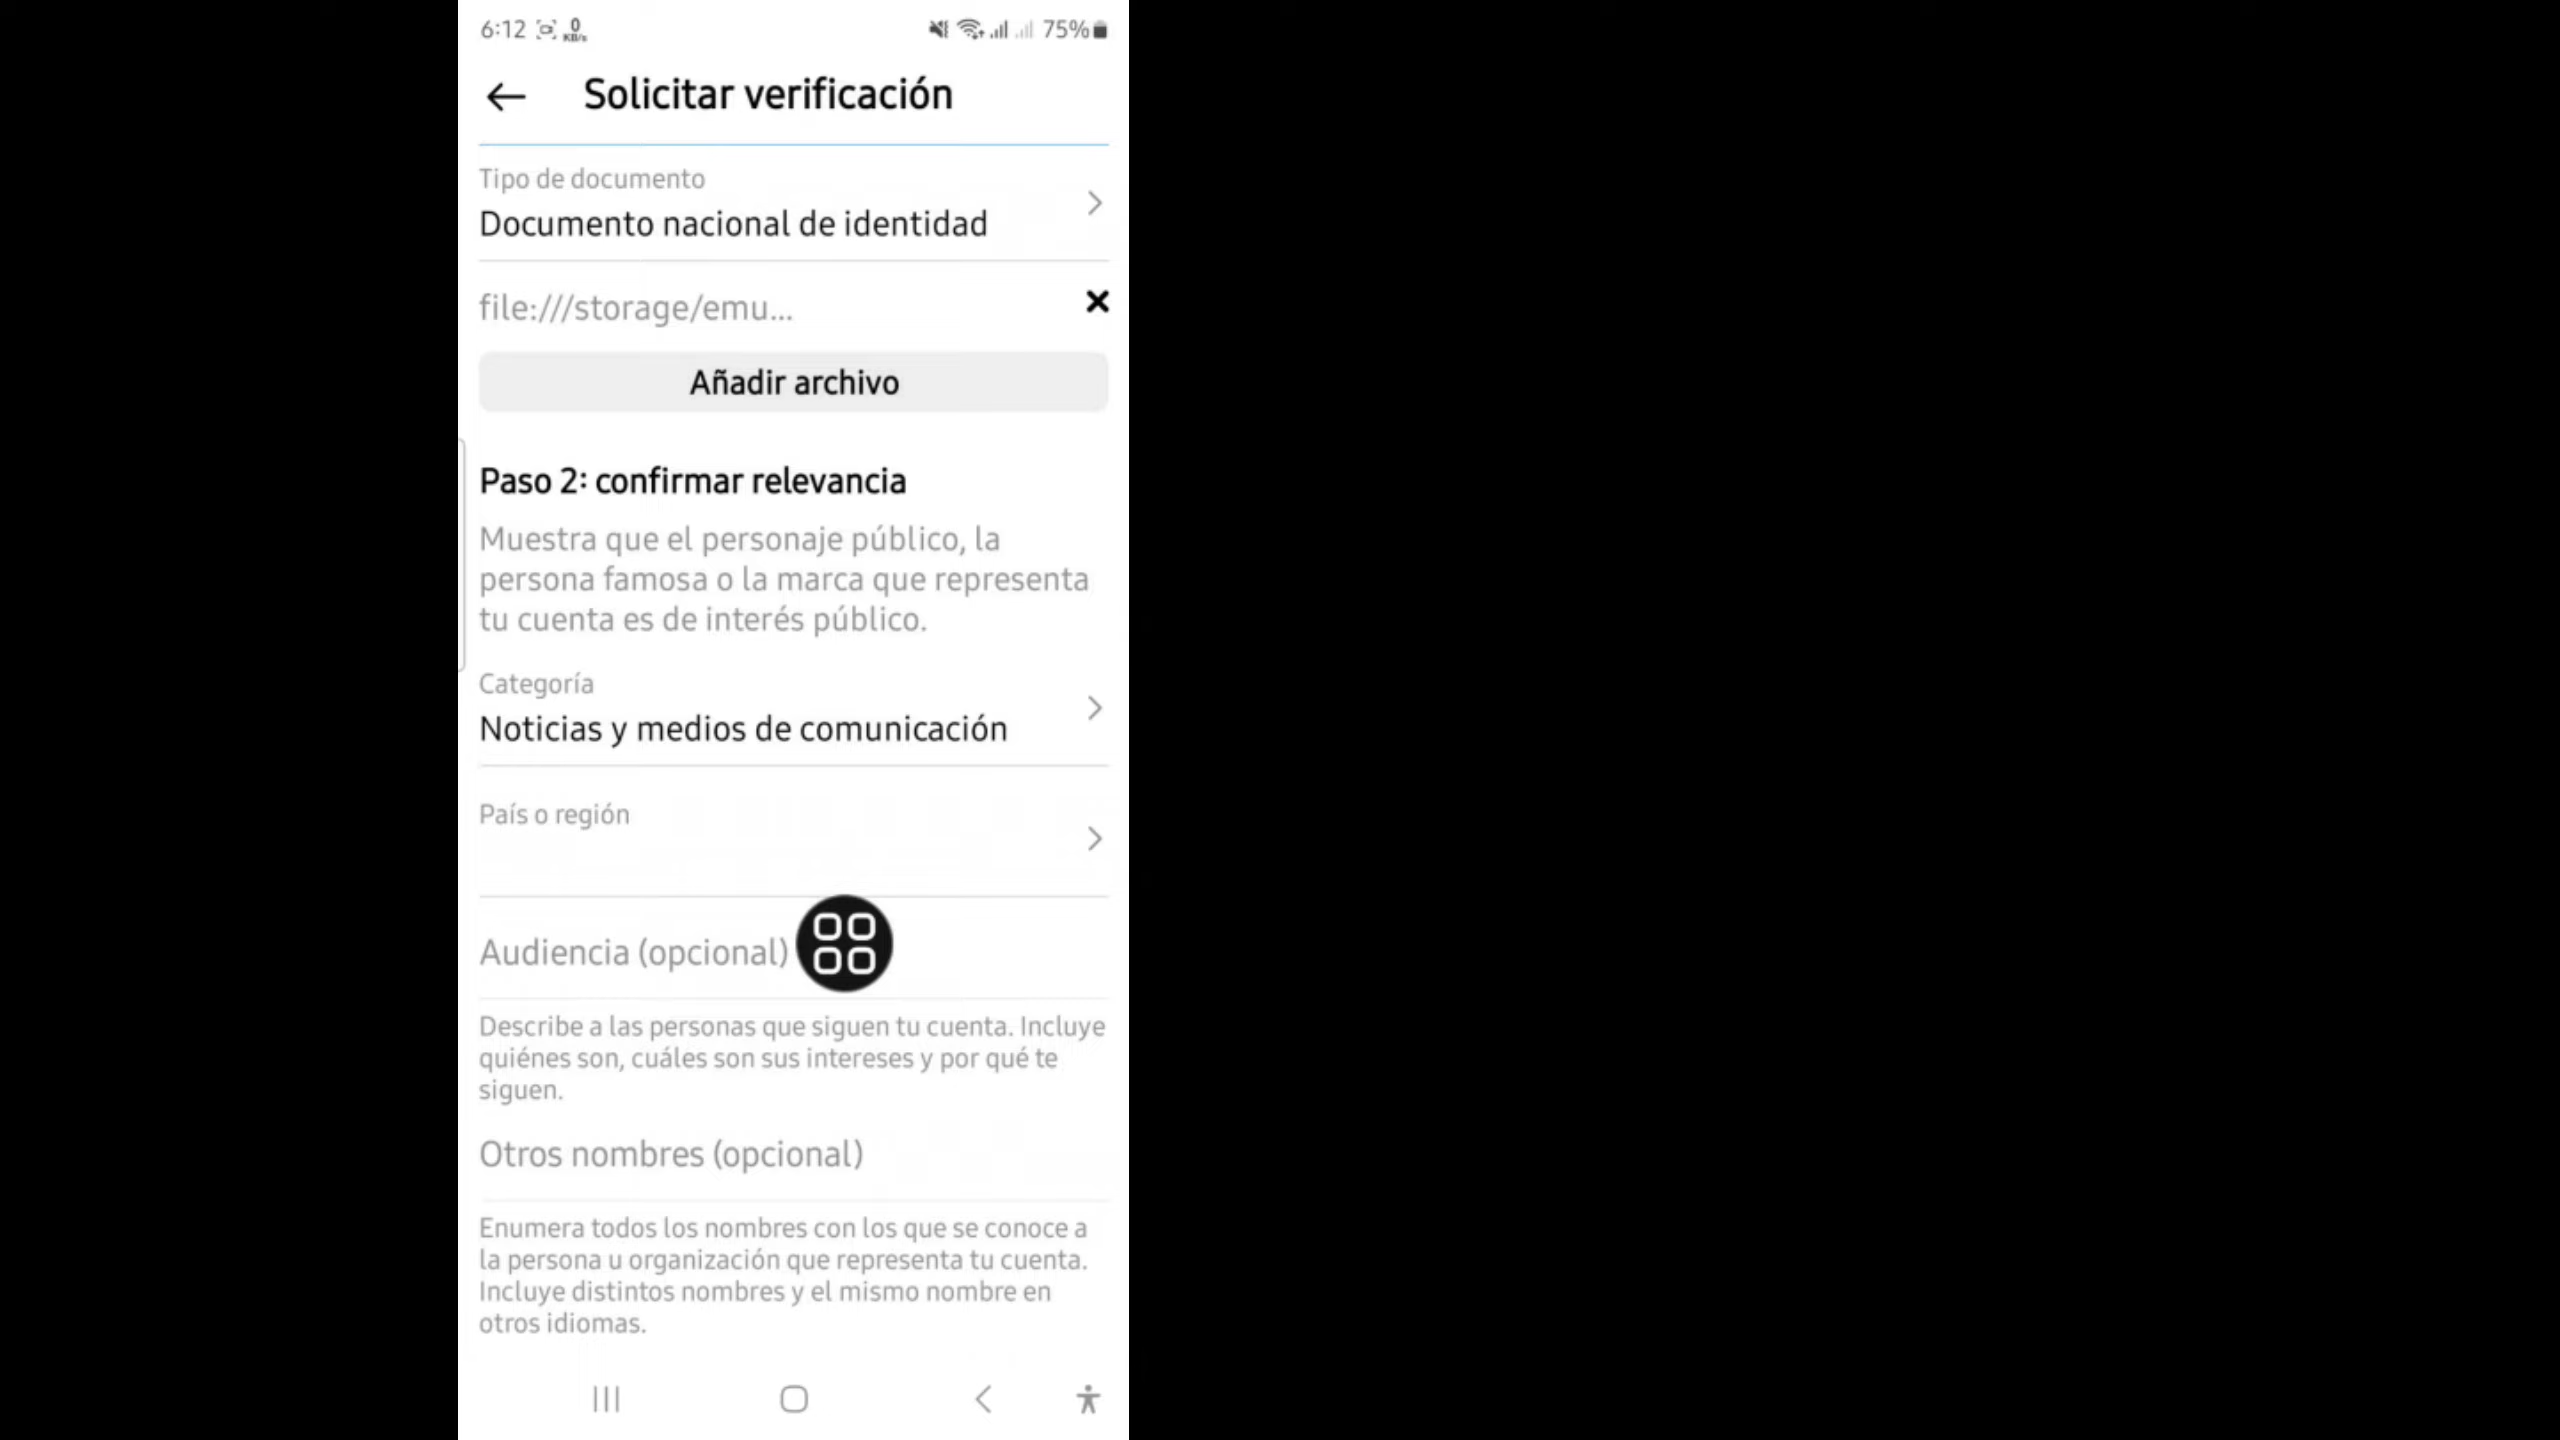 6:12 0 KB/s 75%
Solicitar verificación
Tipo de documento
Documento nacional de identidad
file:///storage/emu...
Añadir archivo
Paso 2: confirmar relevancia
Muestra que el personaje público, la
persona famosa o la marca que representa
tu cuenta es de interés público.
Categoría
Noticias y medios de comunicación
País o región
Audiencia (opcional)
Describe a las personas que siguen tu cuenta. Incluye
quiénes son, cuáles son sus intereses y por qué te
siguen.
Otros nombres (opcional)
Enumera todos los nombres con los que se conoce a
la persona u organización que representa tu cuenta.
Incluye distintos nombres y el mismo nombre en
otros idiomas.